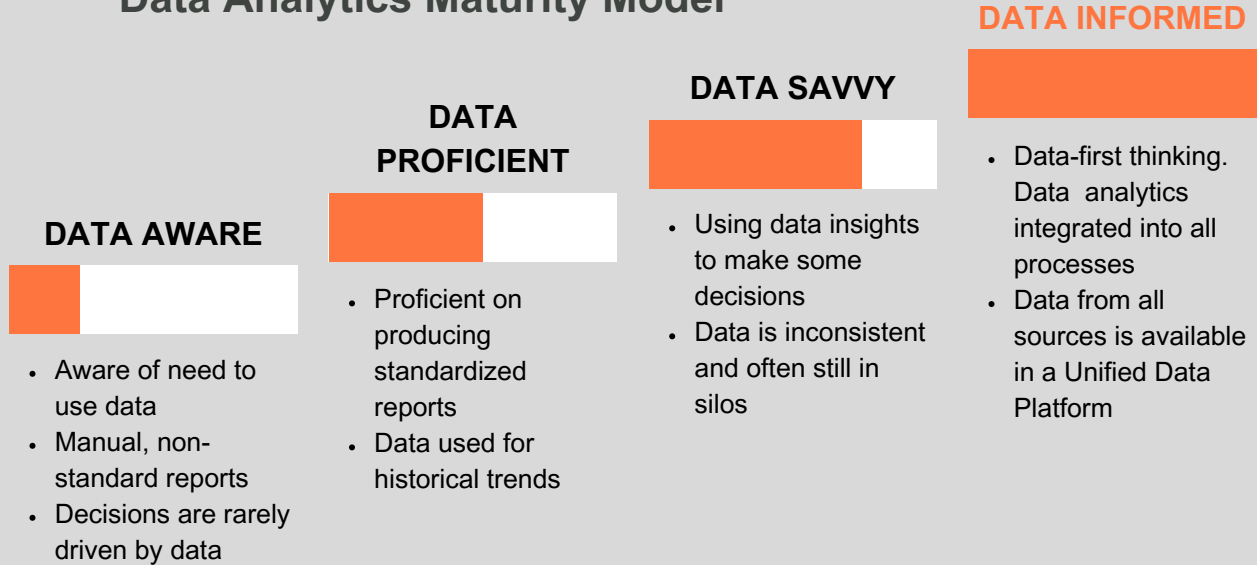 Data Analytics Maturity Model
DATA AWARE
• Aware of need to
use data
• Manual, non-
standard reports
• Decisions are rarely
driven by data
DATA
PROFICIENT
• Proficient on
producing
standardized
reports
• Data used for
historical trends
DATA SAVVY
• Using data insights
to make some
decisions
• Data is inconsistent
and often still in
silos
DATA INFORMED
• Data-first thinking.
Data analytics
integrated into all
processes
• Data from all
sources is available
in a Unified Data
Platform